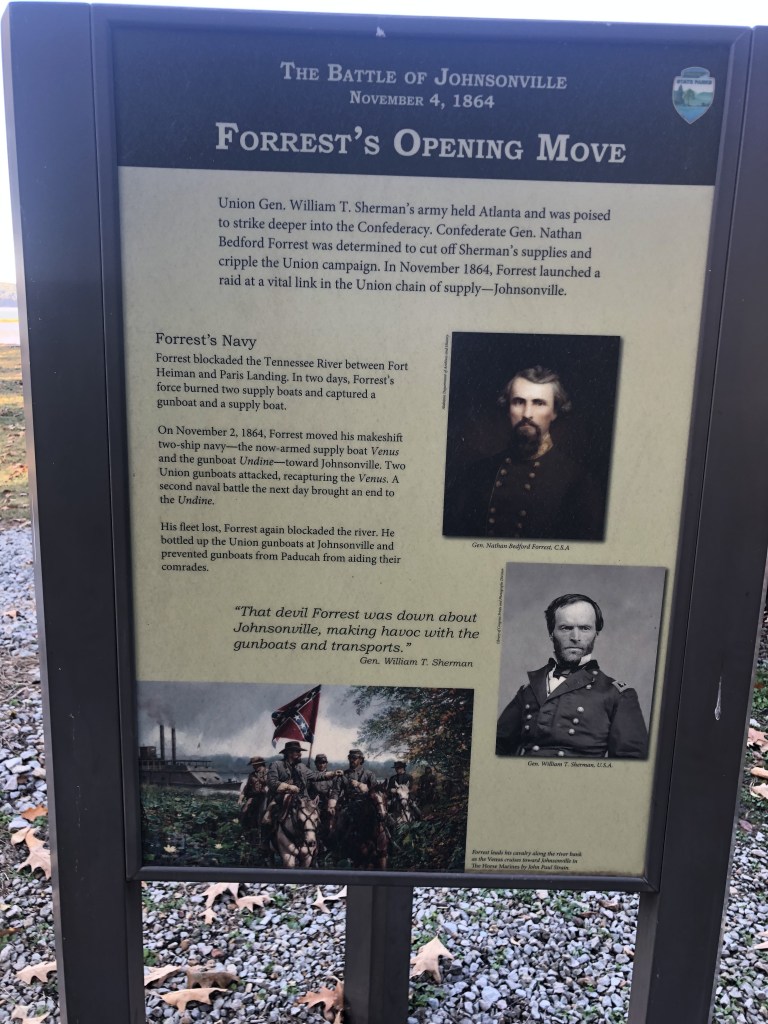 The Battle of Johnsonville
November 4, 1864
Forrest's Opening Move
STATE PARKS
Union Gen. William T. Sherman's army held Atlanta and was poised
to strike deeper into the Confederacy. Confederate Gen. Nathan
Bedford Forrest was determined to cut off Sherman's supplies and
cripple the Union campaign. In November 1864, Forrest launched a
raid at a vital link in the Union chain of supply—Johnsonville.
Forrest's Navy
Forrest blockaded the Tennessee River between Fort
Heiman and Paris Landing. In two days, Forrest's
force burned two supply boats and captured a
gunboat and a supply boat.
On November 2, 1864, Forrest moved his makeshift
two-ship navy—the now-armed supply boat Venus
and the gunboat Undine—toward Johnsonville. Two
Union gunboats attacked, recapturing the Venus. A
second naval battle the next day brought an end to
the Undine.
His fleet lost, Forrest again blockaded the river. He
bottled up the Union gunboats at Johnsonville and
prevented gunboats from Paducah from aiding their
comrades.
Gen. Nathan Bedford Forrest, C.S.A
"That devil Forrest was down about
Johnsonville, making havoc with the
gunboats and transports."
Gen. William T. Sherman
Gen. William T. Sherman, U.S.A.
Forrest leads his cavalry along the river bank
as the Venus cruises toward Johnsonville in
The Horse Marines by John Paul Strain.